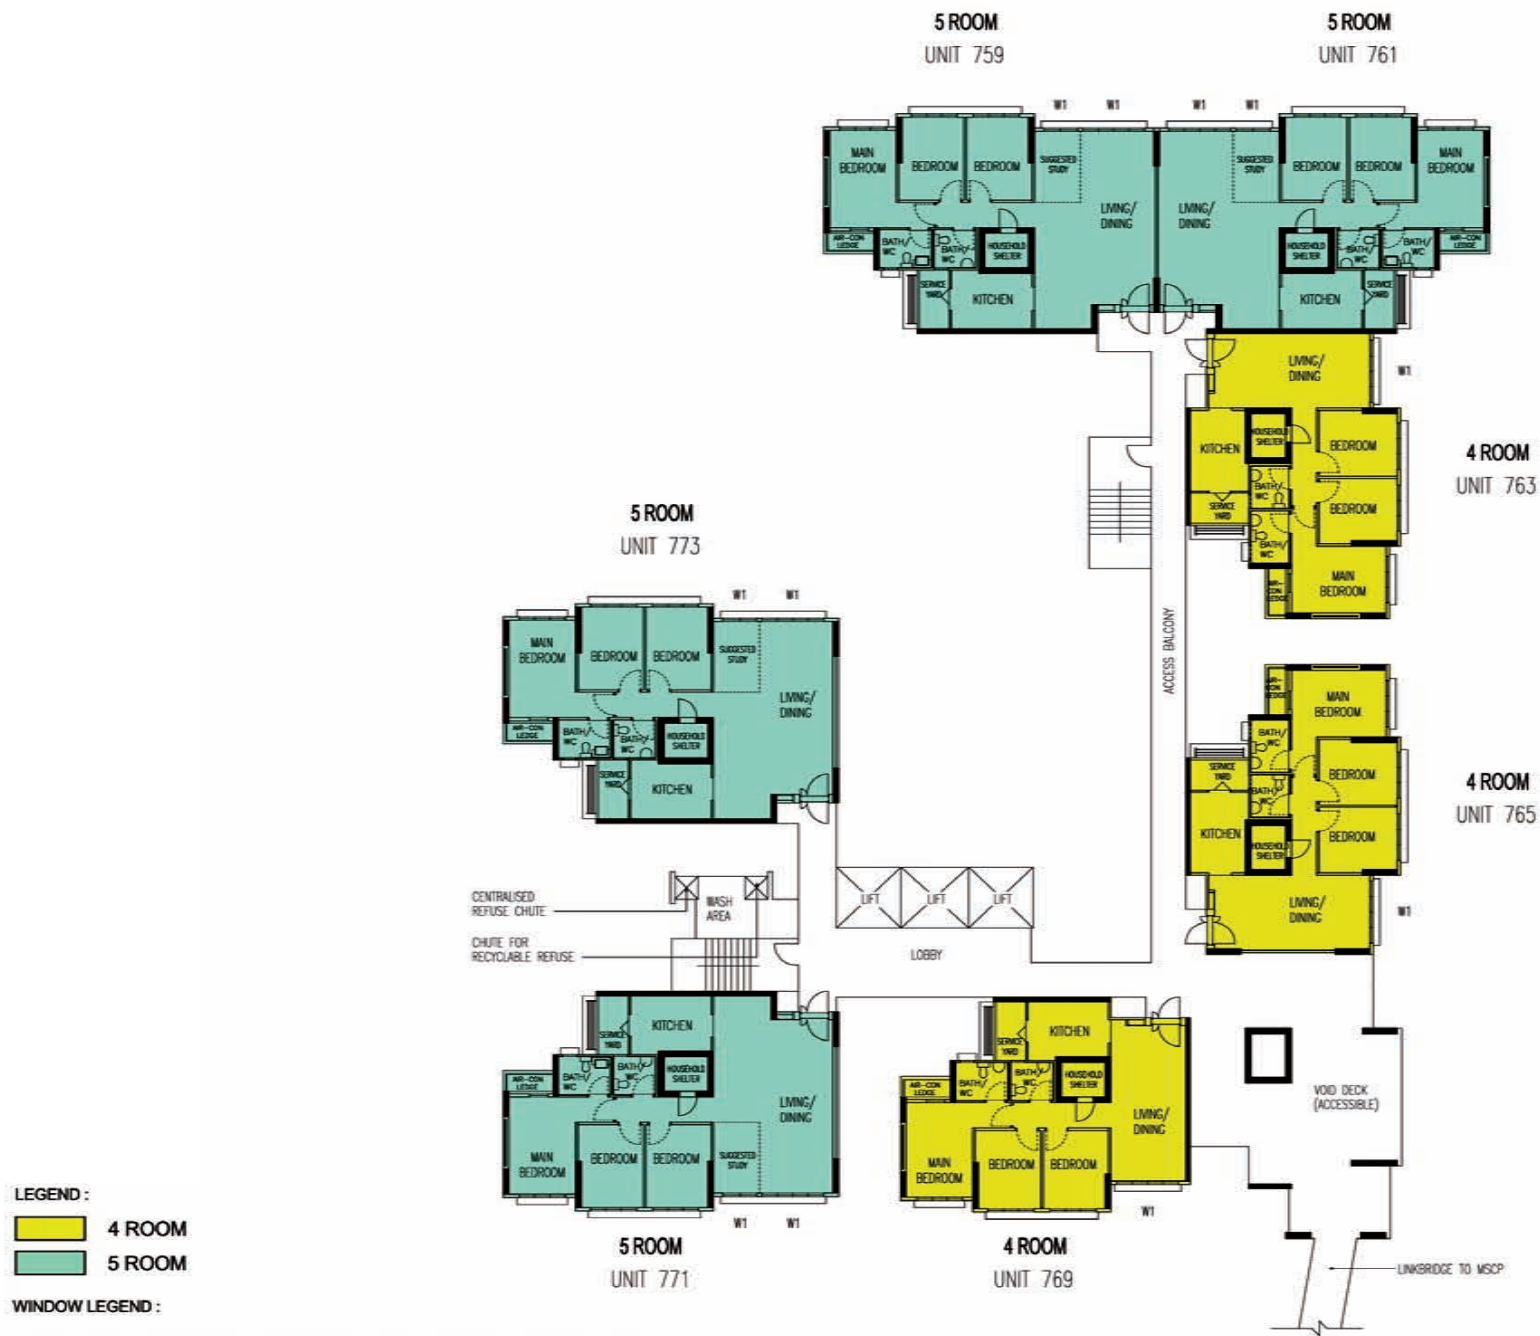 5 ROOM
UNIT 759
5 ROOM
UNIT 761
W1
W1
W1
W1
MAIN
BEDROOM
BEDROOM
BEDROOM
SUGGESTED
STUDY
LIVING/
DINING
AIR-CON
LEDGE
BATH/
WC
BATH/
WC
HOUSEHOLD
SHELTER
SERVICE
YARD
KITCHEN
LIVING/
DINING
SUGGESTED
STUDY
BEDROOM
BEDROOM
MAIN
BEDROOM
HOUSEHOLD
SHELTER
BATH/
WC
BATH/
WC
AIR-CON
LEDGE
KITCHEN
SERVICE
YARD
LIVING/
DINING
W1
KITCHEN
HOUSEHOLD
SHELTER
BEDROOM
4 ROOM
UNIT 763
BATH/
WC
SERVICE
YARD
BEDROOM
BATH/
WC
AIR-
CON
LEDGE
MAIN
BEDROOM
ACCESS BALCONY
5 ROOM
UNIT 773
W1
W1
MAIN
BEDROOM
BEDROOM
BEDROOM
SUGGESTED
STUDY
LIVING/
DINING
AIR-CON
LEDGE
BATH/
WC
BATH/
WC
HOUSEHOLD
SHELTER
SERVICE
YARD
KITCHEN
AIR-
CON
LEDGE
MAIN
BEDROOM
BATH/
WC
SERVICE
YARD
BEDROOM
4 ROOM
UNIT 765
BATH/
WC
KITCHEN
HOUSEHOLD
SHELTER
BEDROOM
LIVING/
DINING
W1
CENTRALISED
REFUSE CHUTE
WASH
AREA
LIFT
LIFT
LIFT
CHUTE FOR
RECYCLABLE REFUSE
LOBBY
SERVICE
YARD
KITCHEN
AIR-CON
LEDGE
BATH/
WC
BATH/
WC
HOUSEHOLD
SHELTER
LIVING/
DINING
MAIN
BEDROOM
BEDROOM
BEDROOM
SUGGESTED
STUDY
W1
W1
5 ROOM
UNIT 771
SERVICE
YARD
KITCHEN
AIR-CON
LEDGE
BATH/
WC
BATH/
WC
HOUSEHOLD
SHELTER
LIVING/
DINING
MAIN
BEDROOM
BEDROOM
BEDROOM
W1
4 ROOM
UNIT 769
VOID DECK
(ACCESSIBLE)
LINKBRIDGE TO MSCP
LEGEND :
4 ROOM
5 ROOM
WINDOW LEGEND :